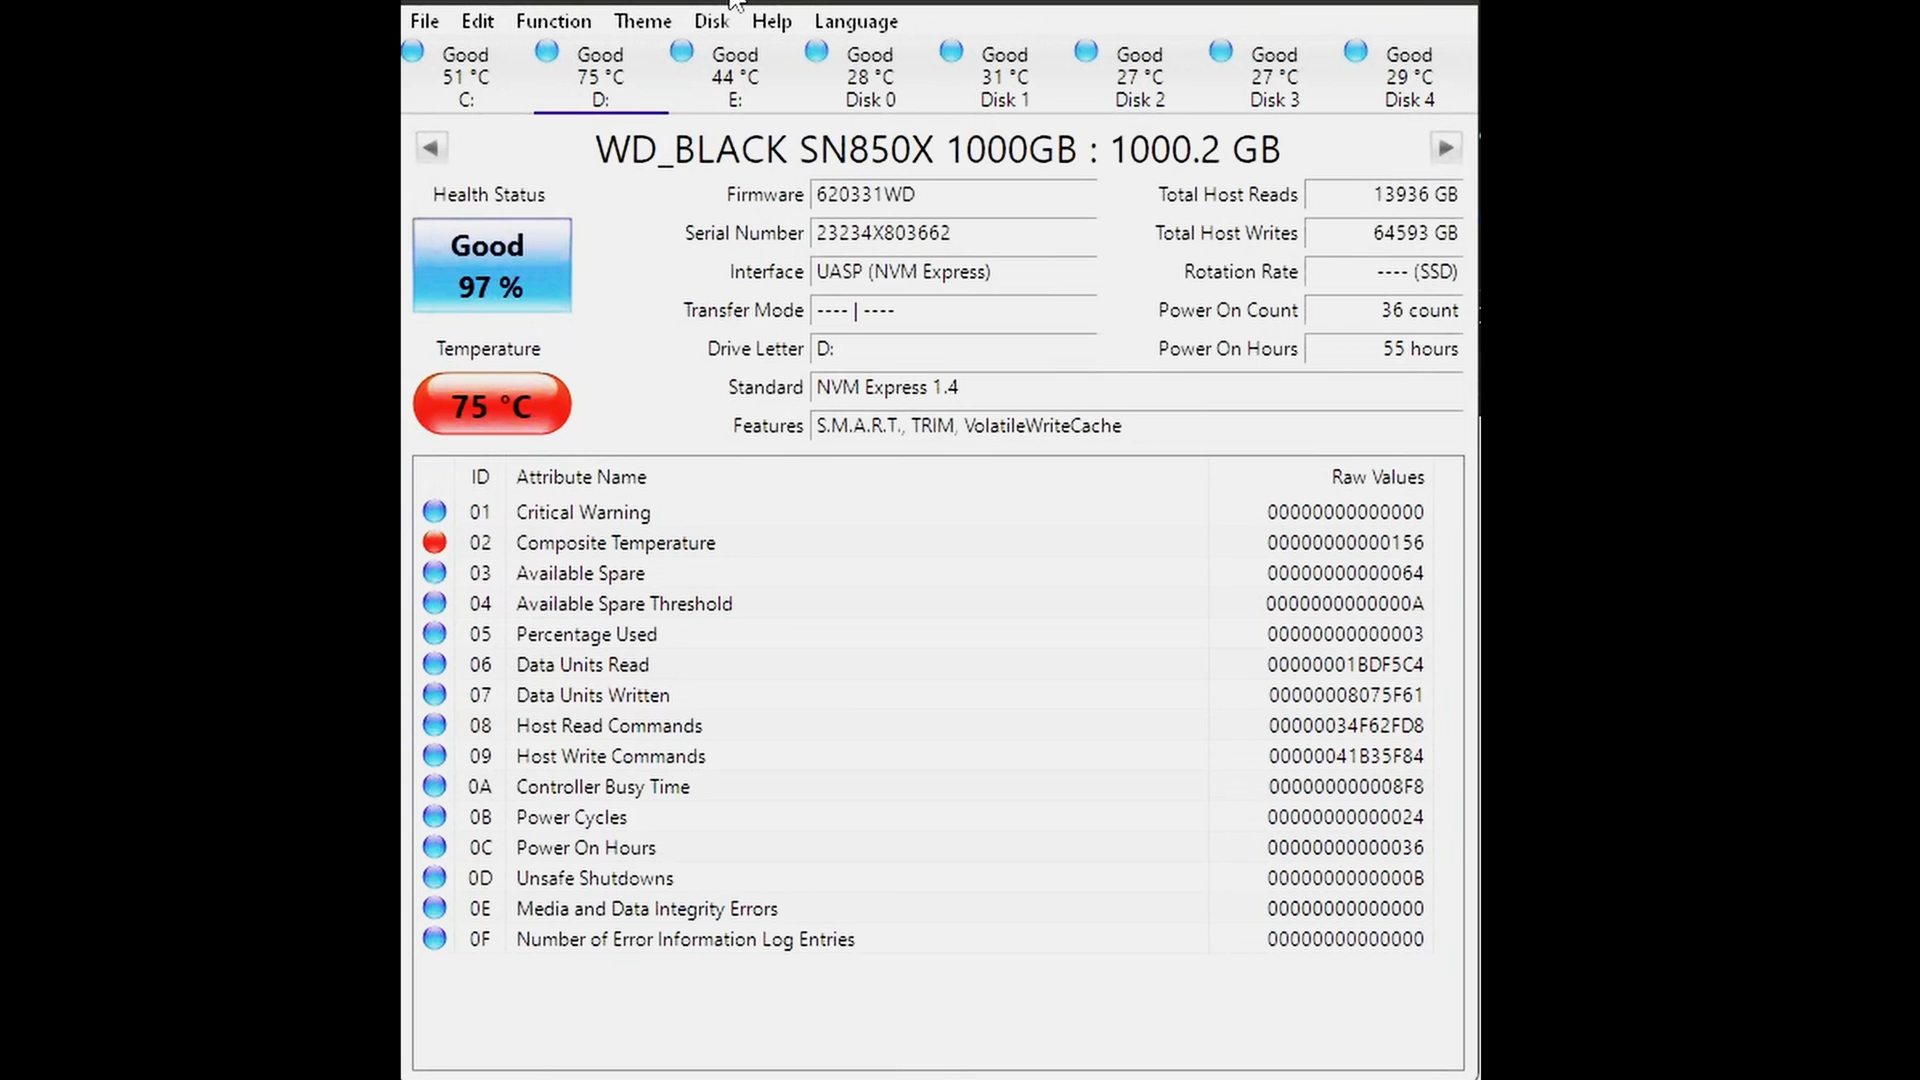 File Edit Function Theme Disk Help Language
Good Good Good Good Good Good Good Good
51 °C 75 °C 44 °C 28 °C 31 °C 27 °C 27 °C 29 °C
C: D: E: Disk 0 Disk 1 Disk 2 Disk 3 Disk 4
WD_BLACK SN850X 1000GB : 1000.2 GB
Health Status Firmware 620331WD Total Host Reads 13936 GB
Good Serial Number 23234X803662 Total Host Writes 64593 GB
97 % Interface UASP (NVM Express) Rotation Rate ---- (SSD)
Transfer Mode ---- | ---- Power On Count 36 count
Temperature Drive Letter D: Power On Hours 55 hours
75 °C Standard NVM Express 1.4
Features S.M.A.R.T., TRIM, VolatileWriteCache
ID Attribute Name Raw Values
01 Critical Warning 00000000000000
02 Composite Temperature 00000000000156
03 Available Spare 00000000000064
04 Available Spare Threshold 0000000000000A
05 Percentage Used 00000000000003
06 Data Units Read 00000001BDF5C4
07 Data Units Written 00000008075F61
08 Host Read Commands 00000034F62FD8
09 Host Write Commands 00000041B35F84
0A Controller Busy Time 000000000008F8
0B Power Cycles 00000000000024
0C Power On Hours 00000000000036
0D Unsafe Shutdowns 0000000000000B
0E Media and Data Integrity Errors 00000000000000
0F Number of Error Information Log Entries 00000000000000